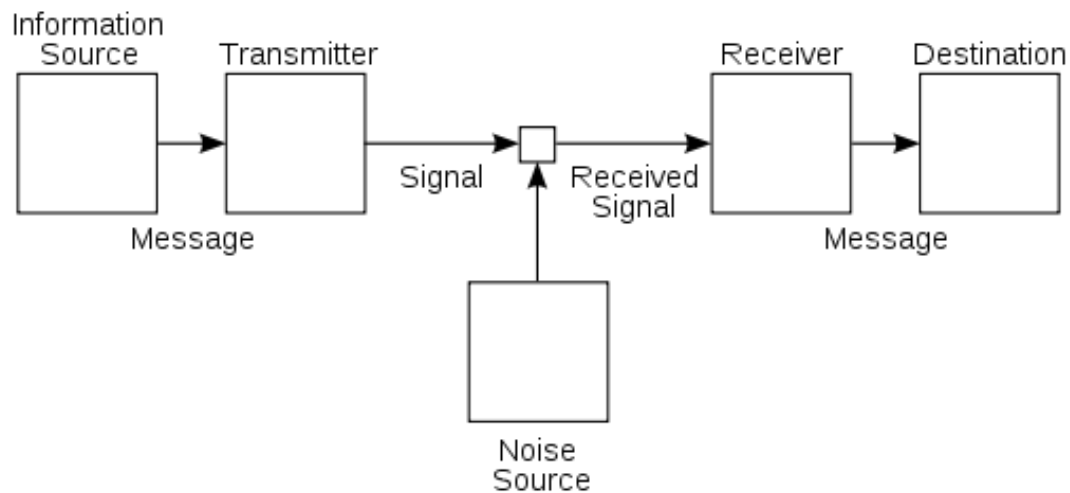 Information
Source
Transmitter
Receiver
Destination
Signal
Received
Signal
Message
Message
Noise
Source